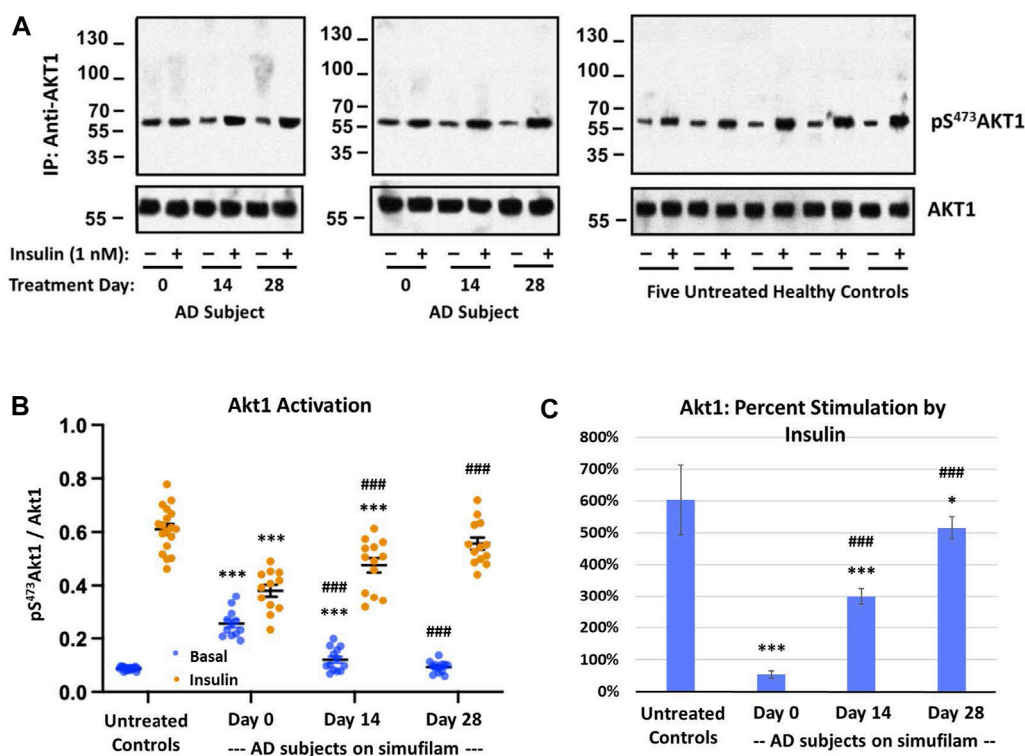 A
IP: Anti-AKT1
130
100
70
55
35
55
130
100
70
55
35
55
130
100
70
55
35
55
pS473AKT1
AKT1
Insulin (1 nM): – + – + – + – + – + – + – + – + – + – + – +
Treatment Day: 0 14 28 0 14 28 Five Untreated Healthy Controls
AD Subject AD Subject
B
Akt1 Activation
pS473Akt1 / Akt1
1.0
0.8
0.6
0.4
0.2
0.0
***
***
###
***
###
***
###
###
Basal
Insulin
Untreated Controls
Day 0
Day 14
Day 28
--- AD subjects on simufilam ---
C
Akt1: Percent Stimulation by
Insulin
800%
700%
600%
500%
400%
300%
200%
100%
0%
***
###
***
###
*
Untreated
Controls
Day 0
Day 14
Day 28
-- AD subjects on simufilam --